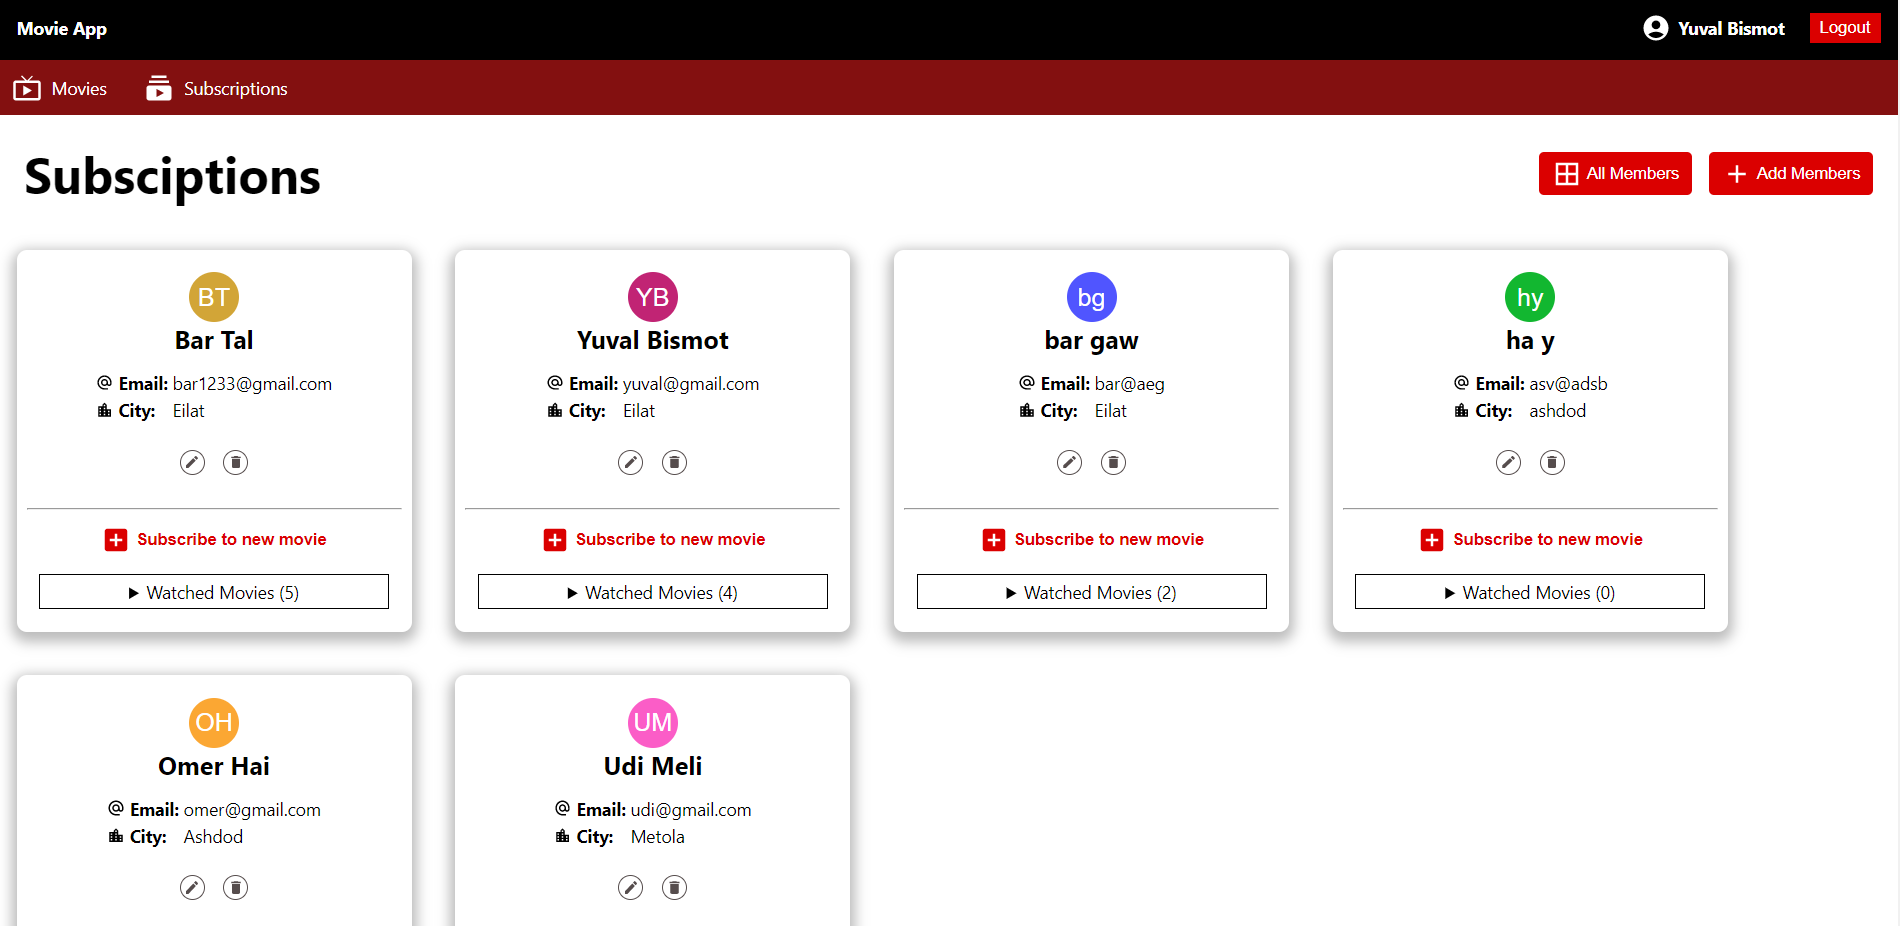 Movie App
Yuval Bismot
Logout
Movies
Subscriptions
Subsciptions
All Members
Add Members
BT
Bar Tal
Email: bar1233@gmail.com
City: Eilat
Subscribe to new movie
Watched Movies (5)
YB
Yuval Bismot
Email: yuval@gmail.com
City: Eilat
Subscribe to new movie
Watched Movies (4)
bg
bar gaw
Email: bar@aeg
City: Eilat
Subscribe to new movie
Watched Movies (2)
hy
ha y
Email: asv@adsb
City: ashdod
Subscribe to new movie
Watched Movies (0)
OH
Omer Hai
Email: omer@gmail.com
City: Ashdod
UM
Udi Meli
Email: udi@gmail.com
City: Metola